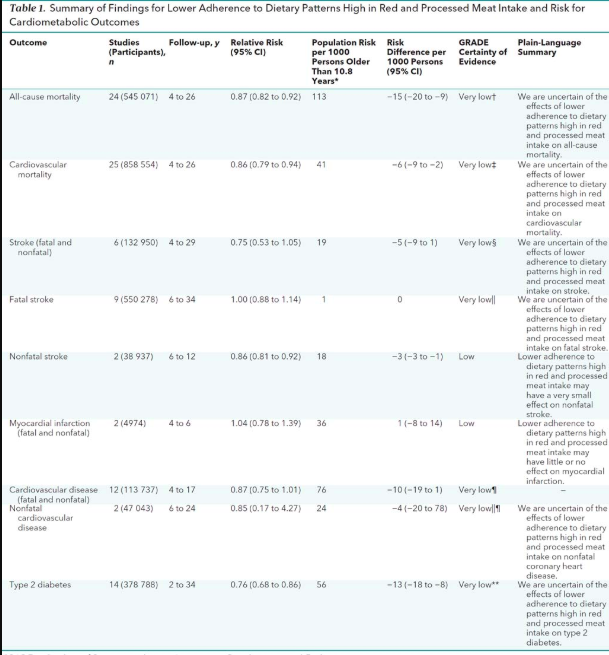 Table 1. Summary of Findings for Lower Adherence to Dietary Patterns High in Red and Processed Meat Intake and Risk for
Cardiometabolic Outcomes
Outcome Studies Follow-up, y Relative Risk Population Risk Risk GRADE Plain-Language
(Participants), (95% CI) per 1000 Difference per Certainty of Summary
n Persons Older 1000 Persons Evidence
Than 10.8 (95% CI)
Years*
All-cause mortality 24 (545 071) 4 to 26 0.87 (0.82 to 0.92) 113 −15 (−20 to −9) Very low† We are uncertain of the
effects of lower
adherence to dietary
patterns high in red
and processed meat
intake on all-cause
mortality.
Cardiovascular 25 (858 554) 4 to 26 0.86 (0.79 to 0.94) 41 −6 (−9 to −2) Very low‡ We are uncertain of the
mortality effects of lower
adherence to dietary
patterns high in red
and processed meat
intake on
cardiovascular
mortality.
Stroke (fatal and 6 (132 950) 4 to 29 0.75 (0.53 to 1.05) 19 −5 (−9 to 1) Very low§ We are uncertain of the
nonfatal) effects of lower
adherence to dietary
patterns high in red
and processed meat
intake on stroke.
Fatal stroke 9 (550 278) 6 to 34 1.00 (0.88 to 1.14) 1 0 Very low|| We are uncertain of the
effects of lower
adherence to dietary
patterns high in red
and processed meat
intake on fatal stroke.
Nonfatal stroke 2 (38 937) 6 to 12 0.86 (0.81 to 0.92) 18 −3 (−3 to −1) Low Lower adherence to
dietary patterns high
in red and processed
meat intake may
have a very small
effect on nonfatal
stroke.
Myocardial infarction 2 (4974) 4 to 6 1.04 (0.78 to 1.39) 36 1 (−8 to 14) Low Lower adherence to
(fatal and nonfatal) dietary patterns high
in red and processed
meat intake may
have little or no
effect on myocardial
infarction.
Cardiovascular disease 12 (113 737) 4 to 17 0.87 (0.75 to 1.01) 76 −10 (−19 to 1) Very low¶ –
(fatal and nonfatal)
Nonfatal 2 (47 043) 6 to 24 0.85 (0.17 to 4.27) 24 −4 (−20 to 78) Very low||¶ We are uncertain of the
cardiovascular effects of lower
disease adherence to dietary
patterns high in red
and processed meat
intake on nonfatal
coronary heart
disease.
Type 2 diabetes 14 (378 788) 2 to 34 0.76 (0.68 to 0.86) 56 −13 (−18 to −8) Very low** We are uncertain of the
effects of lower
adherence to dietary
patterns high in red
and processed meat
intake on type 2
diabetes.